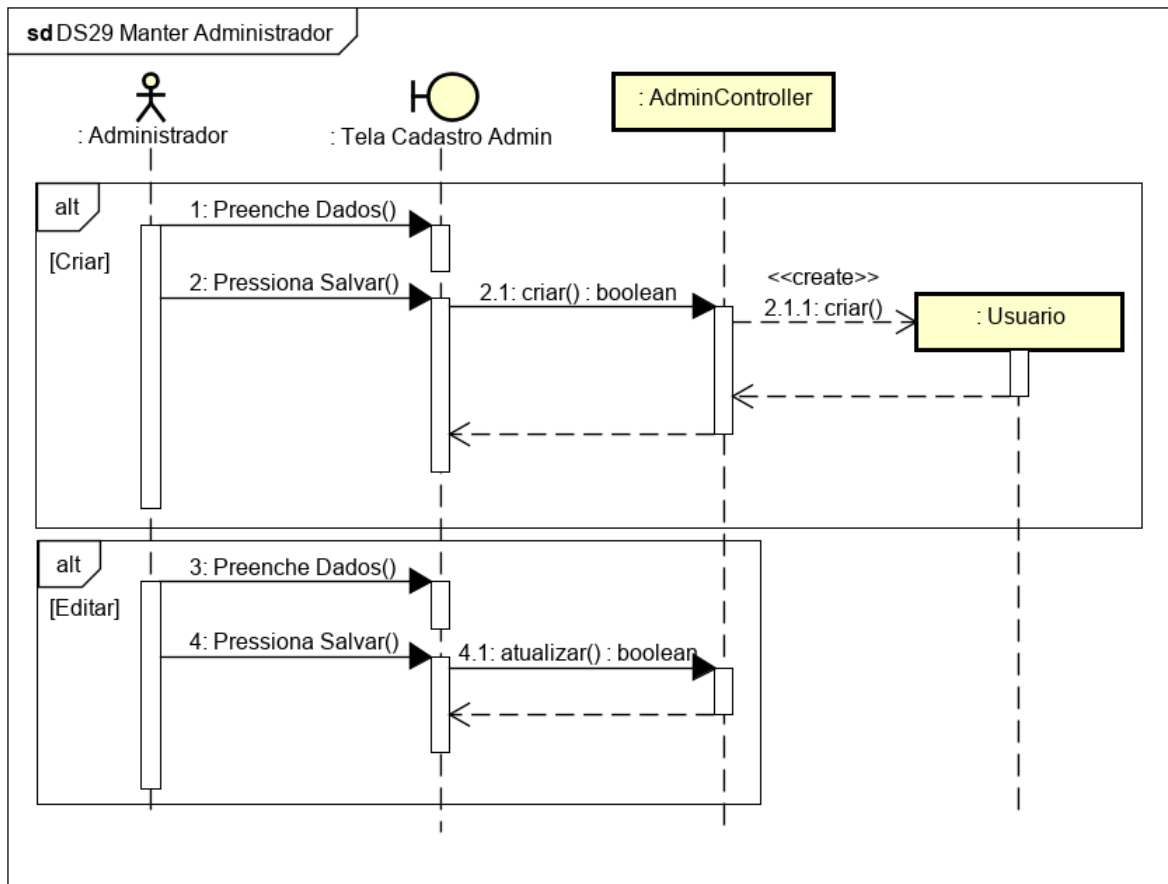 sd DS29 Manter Administrador
: Administrador
: Tela Cadastro Admin
: AdminController
alt
[Criar]
1: Preenche Dados()
2: Pressiona Salvar()
2.1: criar() : boolean
<<create>>
2.1.1: criar()
: Usuario
alt
[Editar]
3: Preenche Dados()
4: Pressiona Salvar()
4.1: atualizar() : boolean